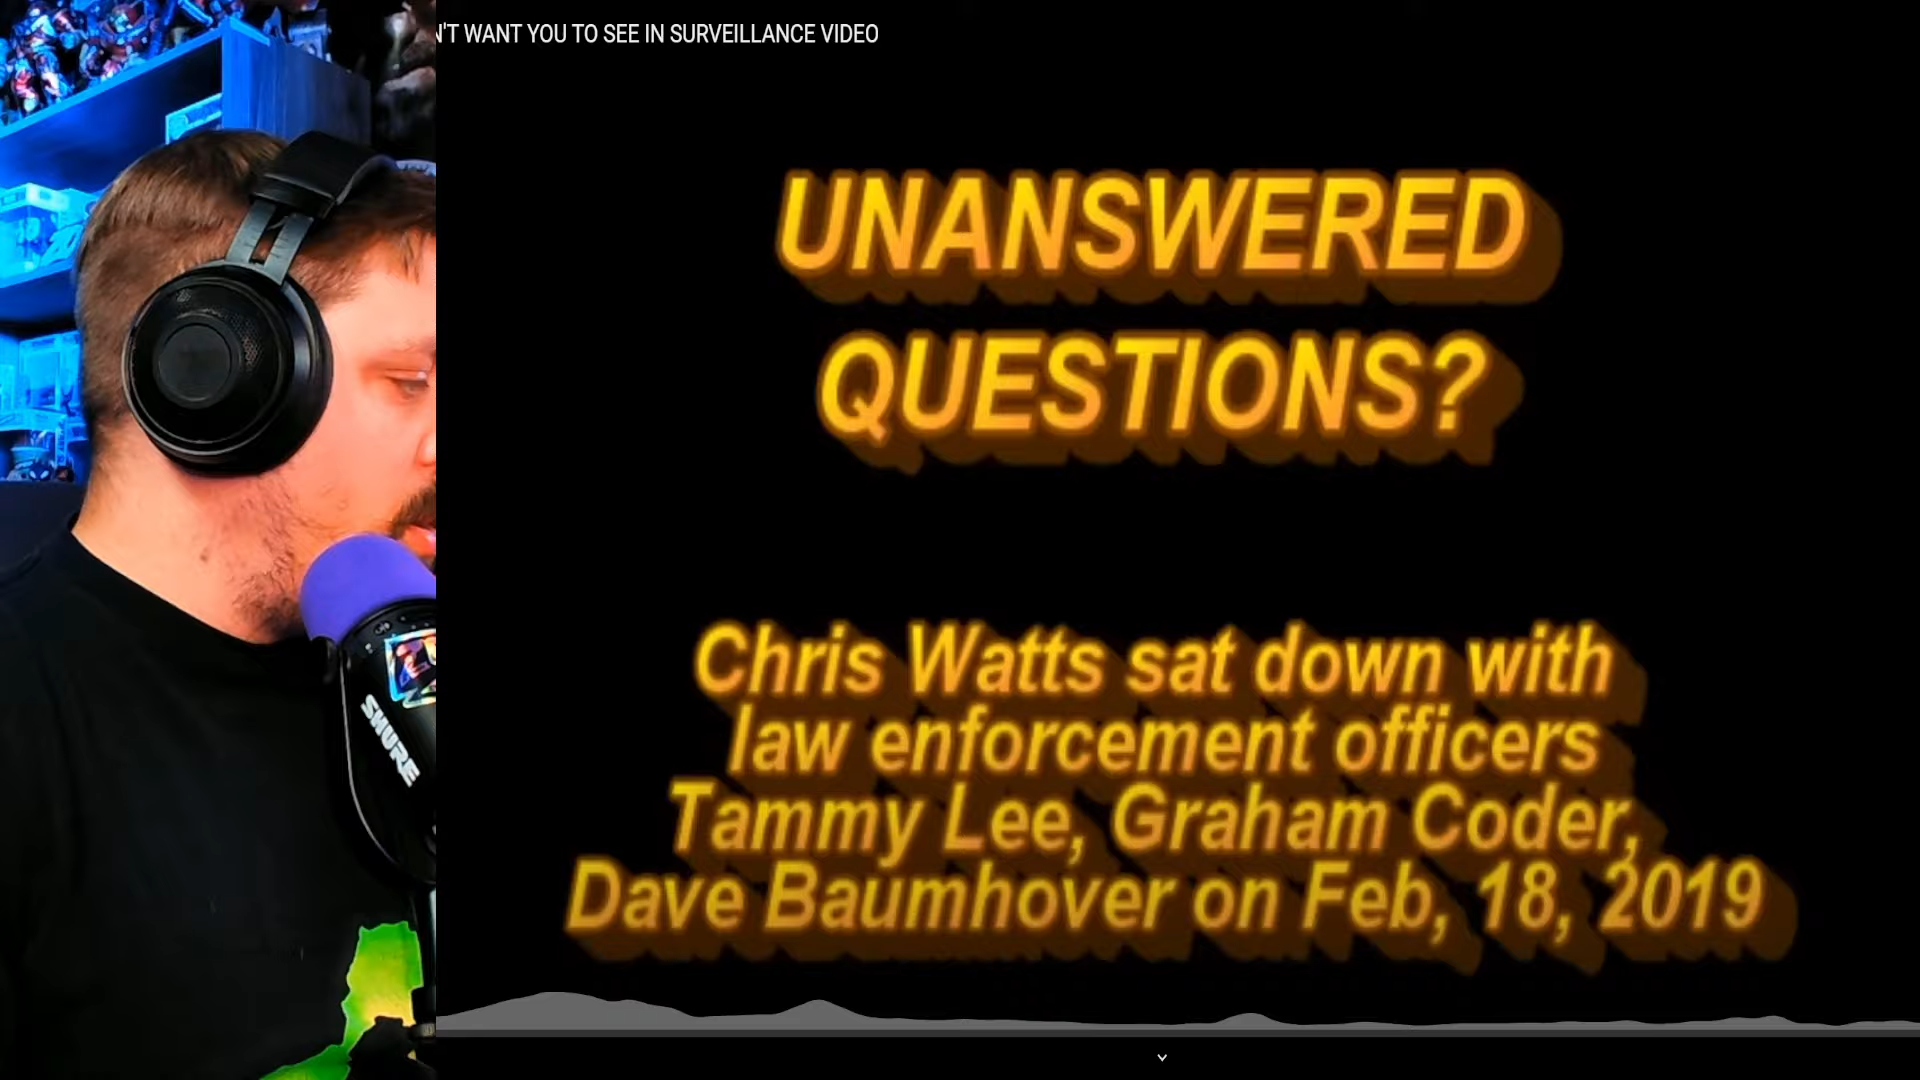 N'T WANT YOU TO SEE IN SURVEILLANCE VIDEO
UNANSWERED
QUESTIONS?
Chris Watts sat down with
law enforcement officers
Tammy Lee, Graham Coder,
Dave Baumhover on Feb, 18, 2019
SHURE